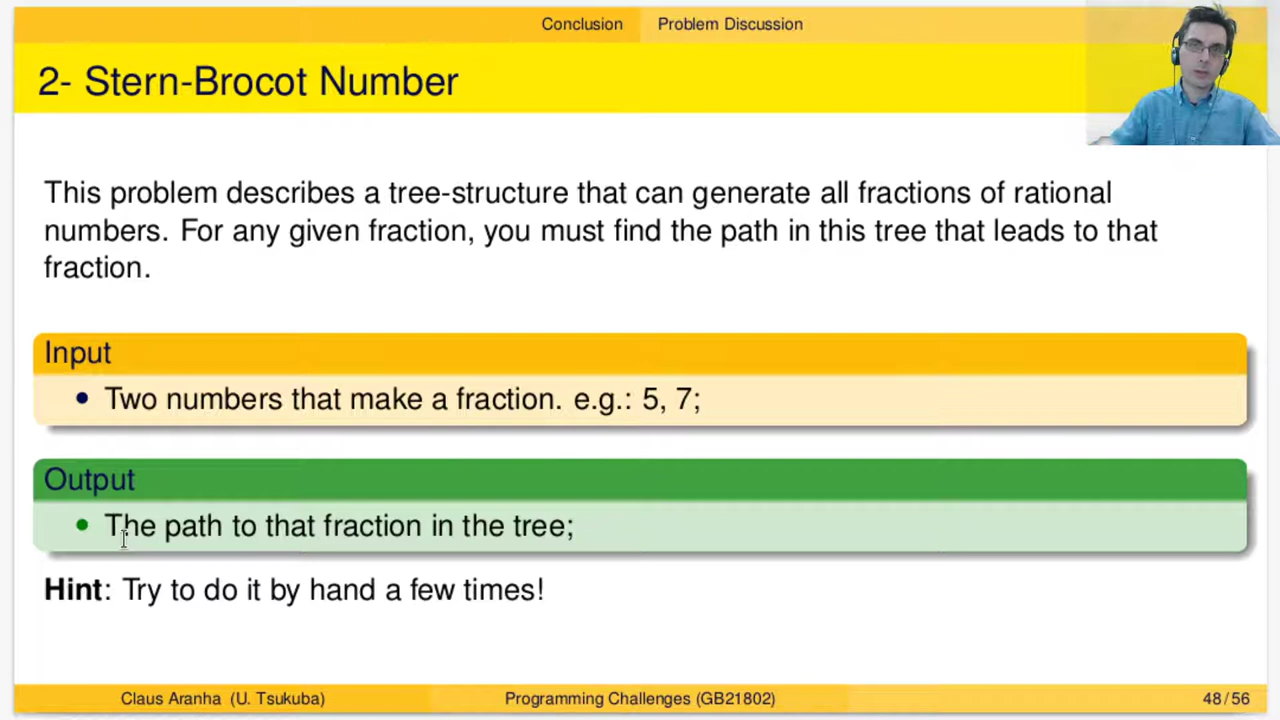 Conclusion Problem Discussion
2- Stern-Brocot Number
This problem describes a tree-structure that can generate all fractions of rational
numbers. For any given fraction, you must find the path in this tree that leads to that
fraction.
Input
• Two numbers that make a fraction. e.g.: 5, 7;
Output
• The path to that fraction in the tree;
Hint: Try to do it by hand a few times!
Claus Aranha (U. Tsukuba) Programming Challenges (GB21802) 48 / 56